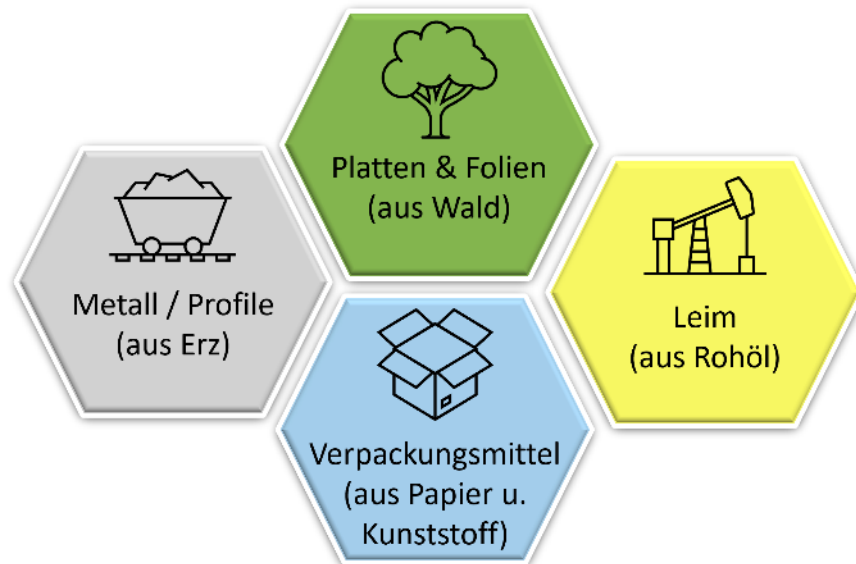 Platten & Folien
(aus Wald)
Metall / Profile
(aus Erz)
Leim
(aus Rohöl)
Verpackungsmittel
(aus Papier u.
Kunststoff)